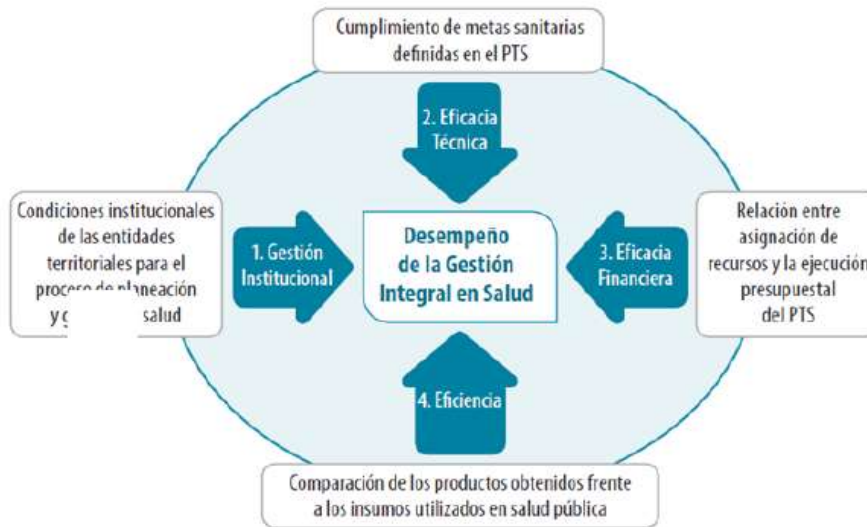 Cumplimiento de metas sanitarias
definidas en el PTS
2. Eficacia
Técnica
Condiciones institucionales
de las entidades
territoriales para el
proceso de planeación
y salud
1. Gestión
Institucional
Desempeño
de la Gestión
Integral en Salud
3. Eficacia
Financiera
Relación entre
asignación de
recursos y la ejecución
presupuestal
del PTS
4. Eficiencia
Comparación de los productos obtenidos frente
a los insumos utilizados en salud pública